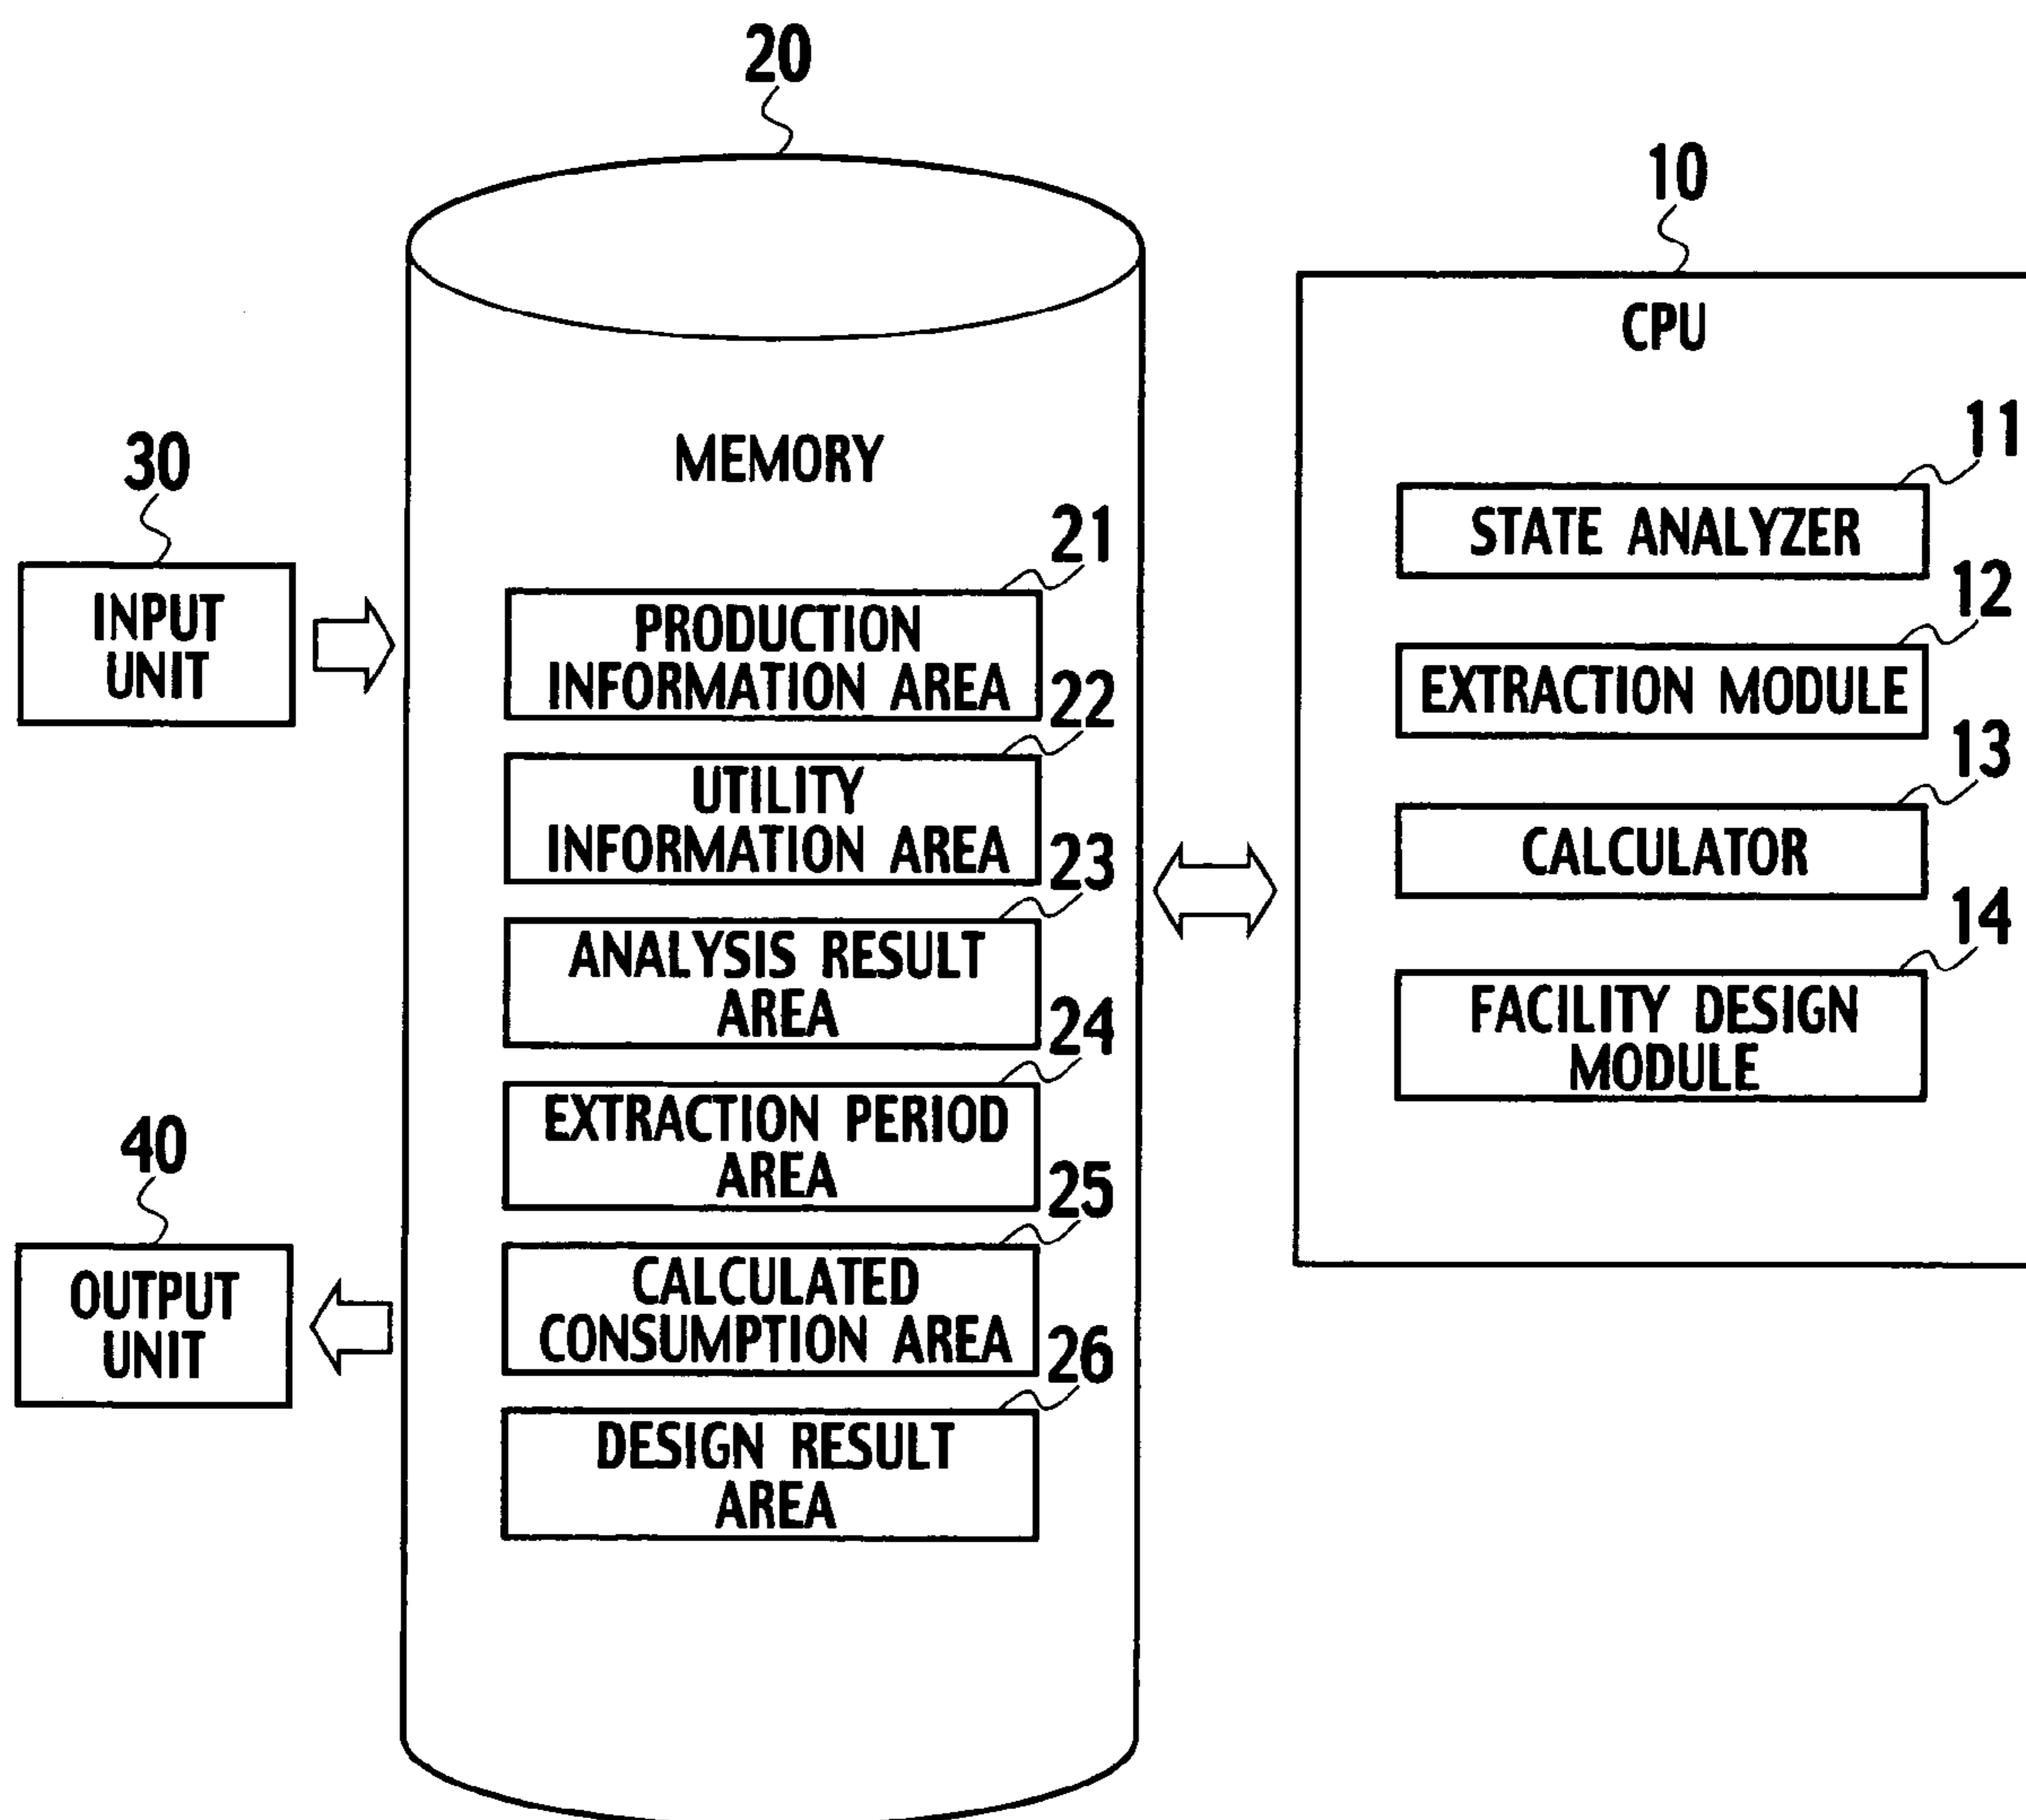 20
10
CPU
MEMORY
30
INPUT
UNIT
11
STATE ANALYZER
12
EXTRACTION MODULE
13
CALCULATOR
14
FACILITY DESIGN
MODULE
21
PRODUCTION
INFORMATION AREA
22
UTILITY
INFORMATION AREA
23
ANALYSIS RESULT
AREA
24
EXTRACTION PERIOD
AREA
25
CALCULATED
CONSUMPTION AREA
26
DESIGN RESULT
AREA
40
OUTPUT
UNIT